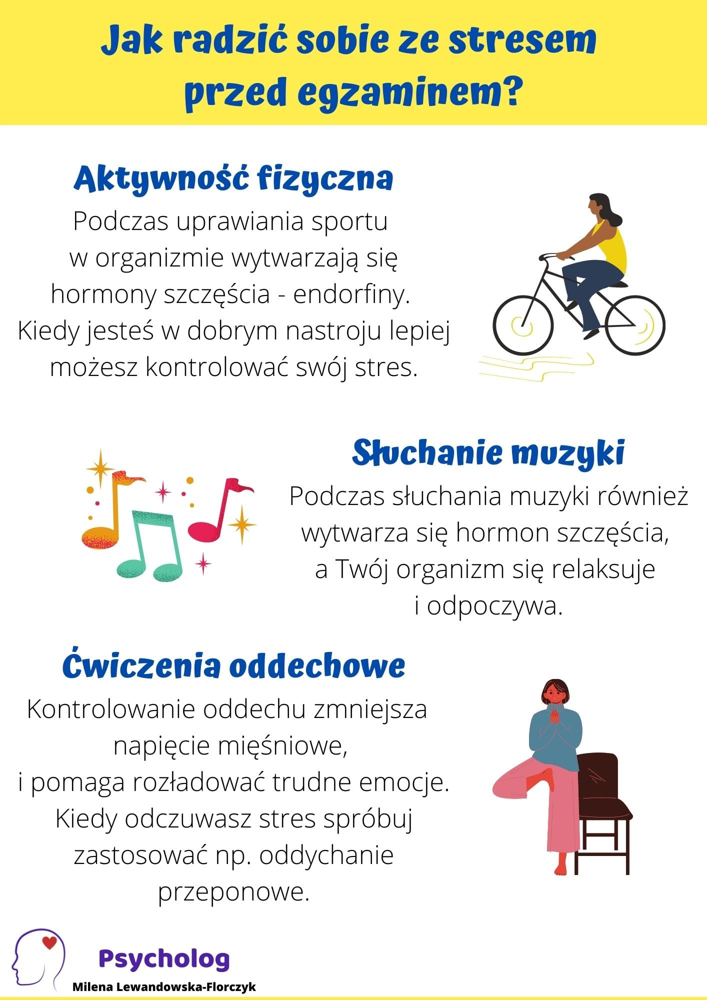 Jak radzić sobie ze stresem
przed egzaminem?
Aktywność fizyczna
Podczas uprawiania sportu
w organizmie wytwarzają się
hormony szczęścia - endorfiny.
Kiedy jesteś w dobrym nastroju lepiej
możesz kontrolować swój stres.
Słuchanie muzyki
Podczas słuchania muzyki również
wytwarza się hormon szczęścia,
a Twój organizm się relaksuje
i odpoczywa.
Ćwiczenia oddechowe
Kontrolowanie oddechu zmniejsza
napięcie mięśniowe,
i pomaga rozładować trudne emocje.
Kiedy odczuwasz stres spróbuj
zastosować np. oddychanie
przeponowe.
Psycholog
Milena Lewandowska-Florczyk